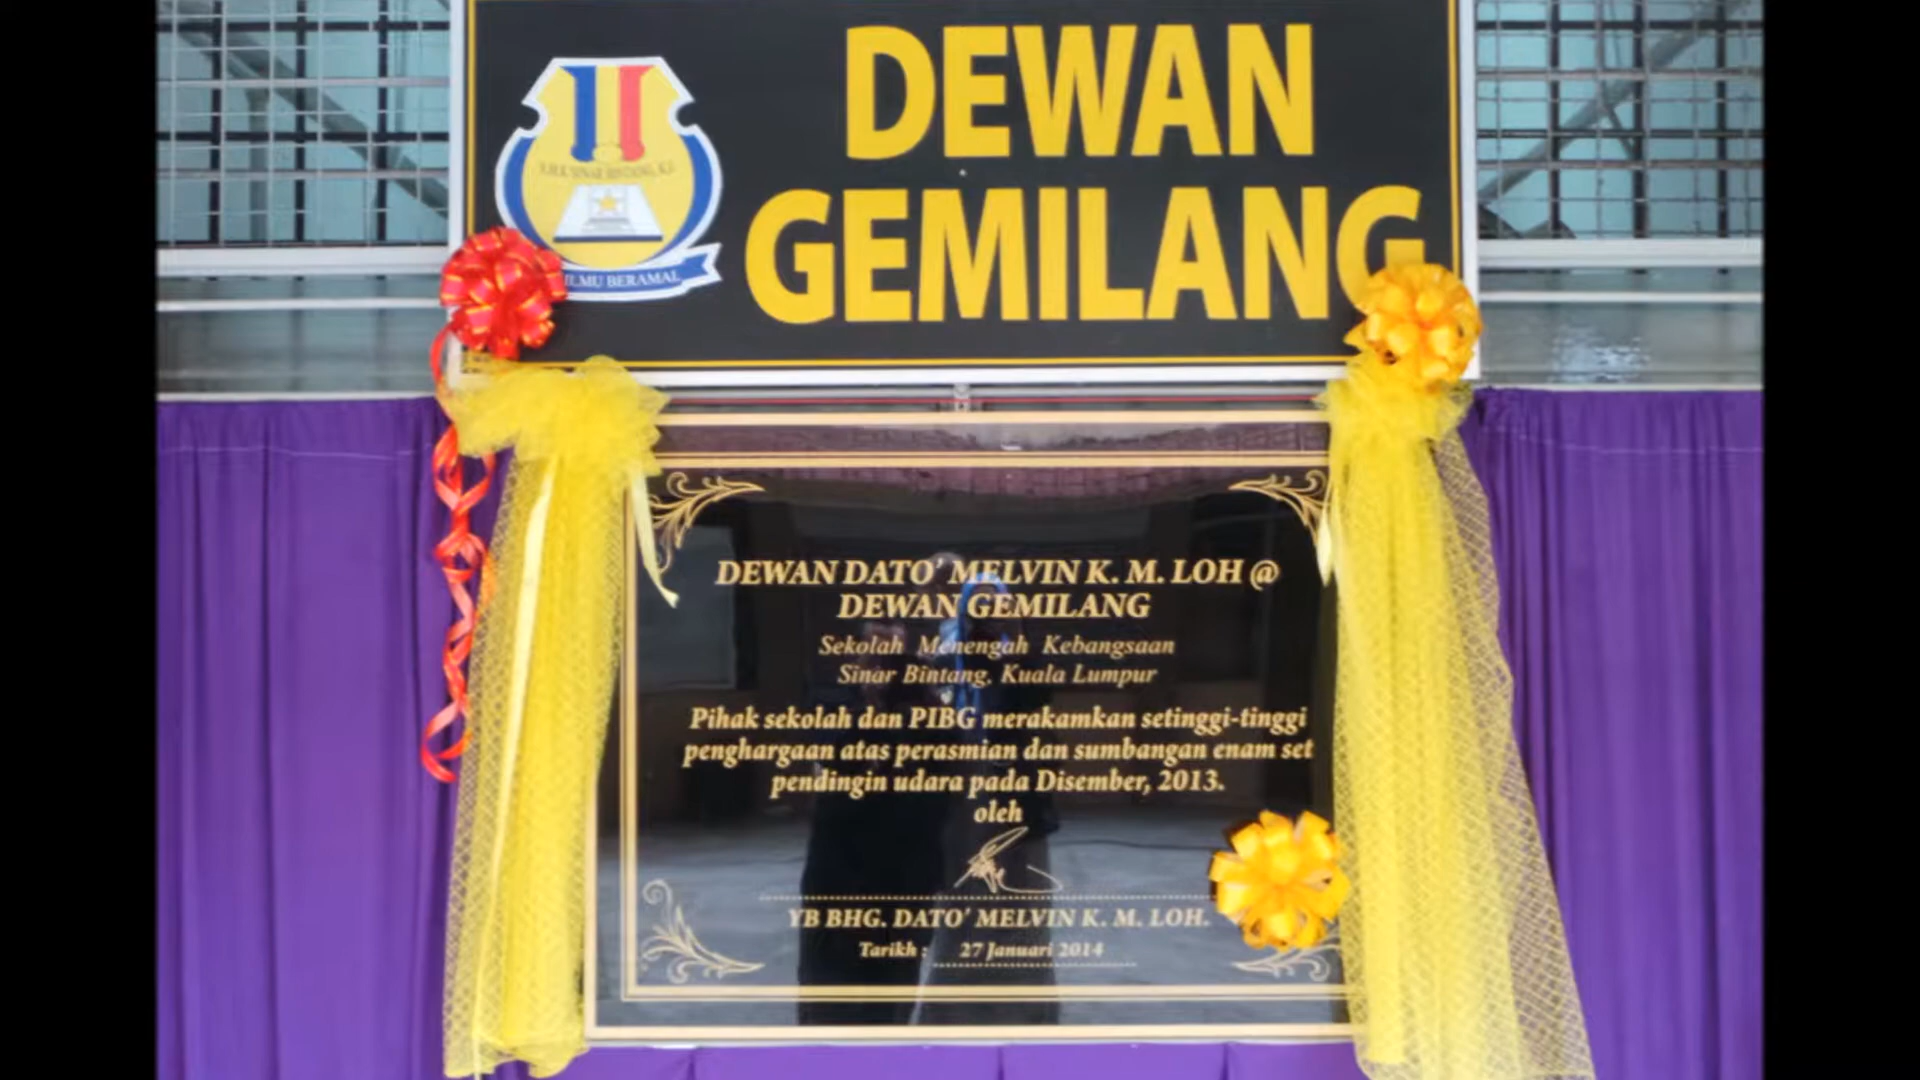 DEWAN
GEMILANG
ILMU BERAMAL
DEWAN DATO' MELVIN K. M. LOH @
DEWAN GEMILANG
Sekolah Menengah Kebangsaan
Sinar Bintang, Kuala Lumpur
Pihak sekolah dan PIBG merakamkan setinggi-tinggi
penghargaan atas perasmian dan sumbangan enam set
pendingin udara pada Disember, 2013.
oleh
YB BHG. DATO' MELVIN K. M. LOH.
Tarikh : 27 Januari 2014